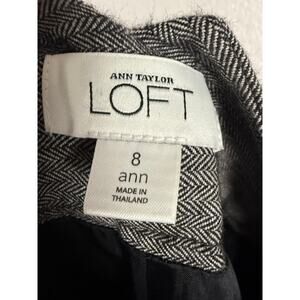 ANN TAYLOR
LOFT
8
ann
MADE IN
THAILAND